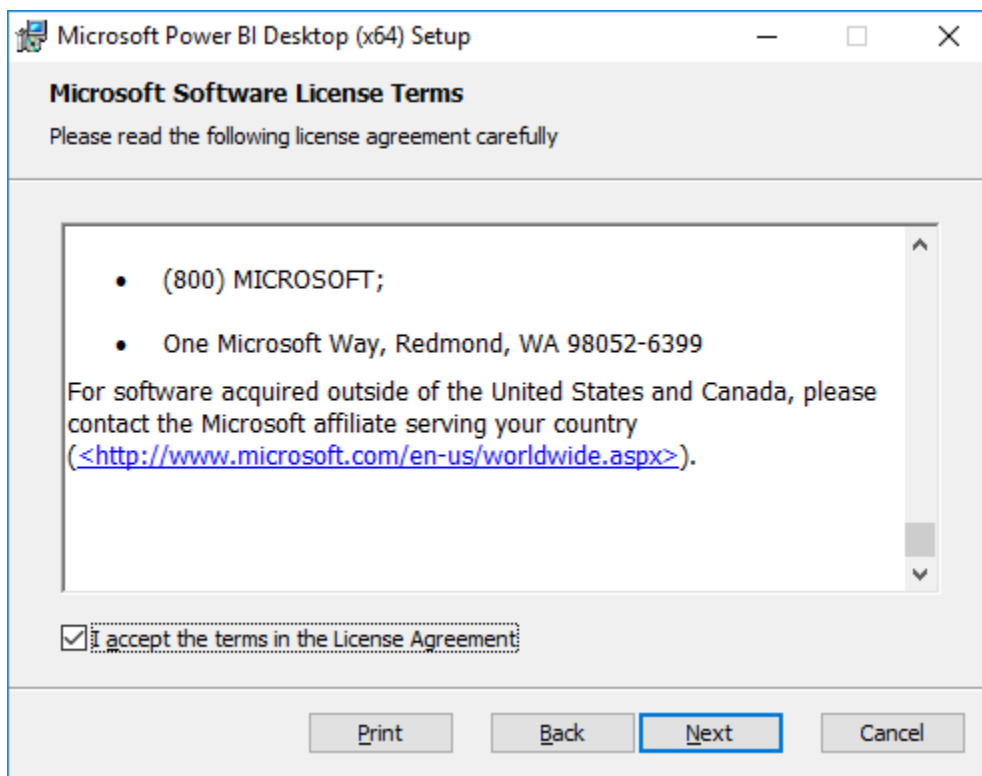 Microsoft Power BI Desktop (x64) Setup
Microsoft Software License Terms
Please read the following license agreement carefully
• (800) MICROSOFT;
• One Microsoft Way, Redmond, WA 98052-6399
For software acquired outside of the United States and Canada, please
contact the Microsoft affiliate serving your country
(<http://www.microsoft.com/en-us/worldwide.aspx>).
I accept the terms in the License Agreement
Print Back Next Cancel